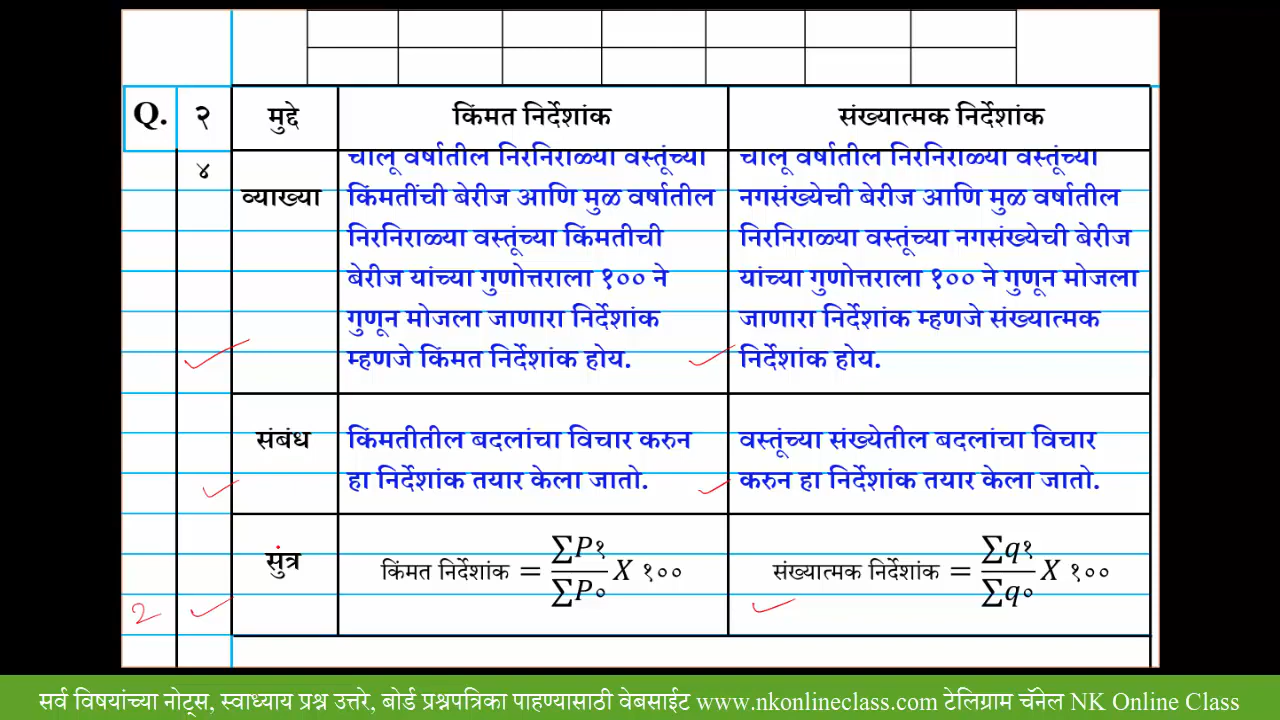 Q. २ मुद्दे किंमत निर्देशांक संख्यात्मक निर्देशांक
४
व्याख्या
चालू वर्षातील निरनिराळ्या वस्तूंच्या
किंमतींची बेरीज आणि मुळ वर्षातील
निरनिराळ्या वस्तूंच्या किंमतीची
बेरीज यांच्या गुणोत्तराला १०० ने
गुणून मोजला जाणारा निर्देशांक
म्हणजे किंमत निर्देशांक होय.
चालू वर्षातील निरनिराळ्या वस्तूंच्या
नगसंख्येची बेरीज आणि मुळ वर्षातील
निरनिराळ्या वस्तूंच्या नगसंख्येची बेरीज
यांच्या गुणोत्तराला १०० ने गुणून मोजला
जाणारा निर्देशांक म्हणजे संख्यात्मक
निर्देशांक होय.
संबंध
किंमतीतील बदलांचा विचार करुन
हा निर्देशांक तयार केला जातो.
वस्तूंच्या संख्येतील बदलांचा विचार
करुन हा निर्देशांक तयार केला जातो.
सुंत्र
किंमत निर्देशांक = ∑P१ / ∑P० X १००
संख्यात्मक निर्देशांक = ∑q१ / ∑q० X १००
2
सर्व विषयांच्या नोट्स, स्वाध्याय प्रश्न उत्तरे, बोर्ड प्रश्नपत्रिका पाहण्यासाठी वेबसाईट www.nkonlineclass.com टेलिग्राम चॅनेल NK Online Class